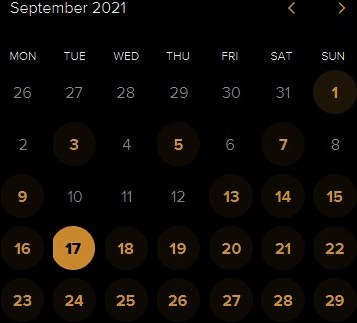 September 2021
MON TUE WED THU FRI SAT SUN
26 27 28 29 30 31 1
2 3 4 5 6 7 8
9 10 11 12 13 14 15
16 17 18 19 20 21 22
23 24 25 26 27 28 29